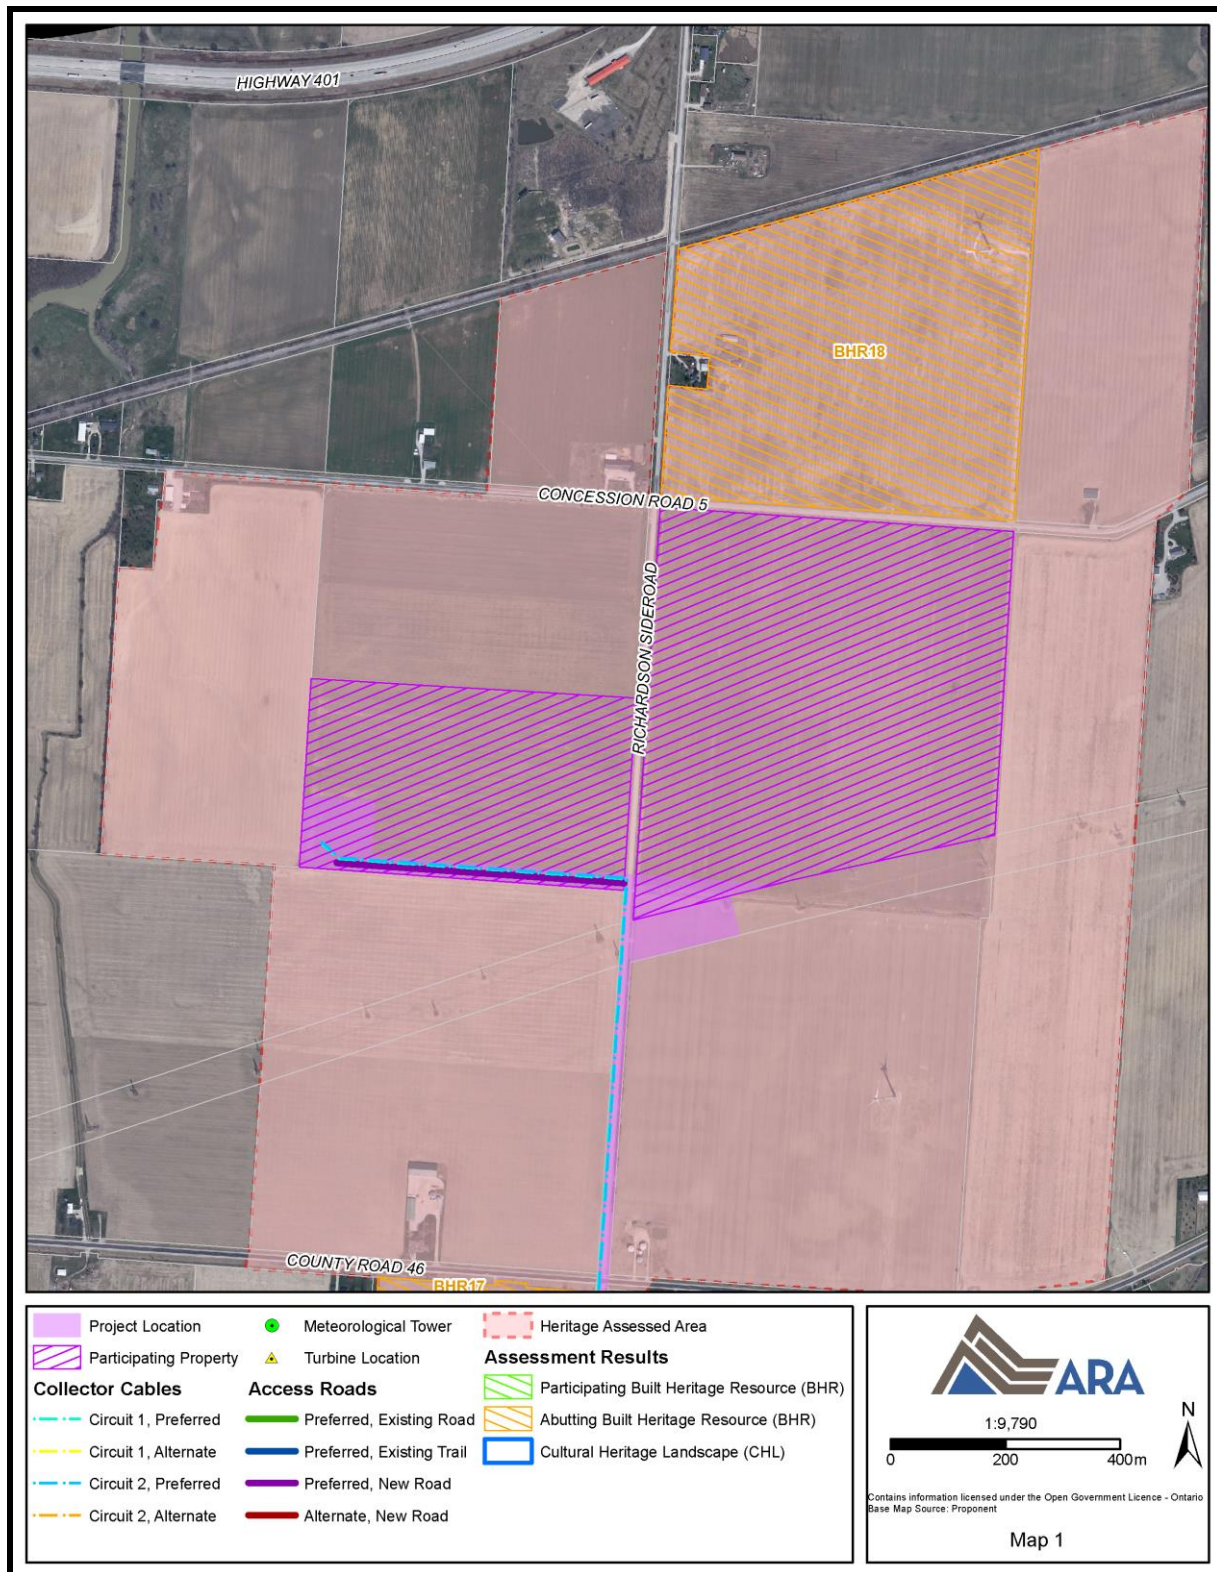 HIGHWAY 401
BHR18
CONCESSION ROAD 5
RICHARDSON SIDEROAD
COUNTY ROAD 46
BHR17
Project Location
Participating Property
Collector Cables
Circuit 1, Preferred
Circuit 1, Alternate
Circuit 2, Preferred
Circuit 2, Alternate
Meteorological Tower
Turbine Location
Access Roads
Preferred, Existing Road
Preferred, Existing Trail
Preferred, New Road
Alternate, New Road
Heritage Assessed Area
Assessment Results
Participating Built Heritage Resource (BHR)
Abutting Built Heritage Resource (BHR)
Cultural Heritage Landscape (CHL)
ARA
1:9,790
N
0 200 400m
Contains information licensed under the Open Government Licence - Ontario
Base Map Source: Proponent
Map 1